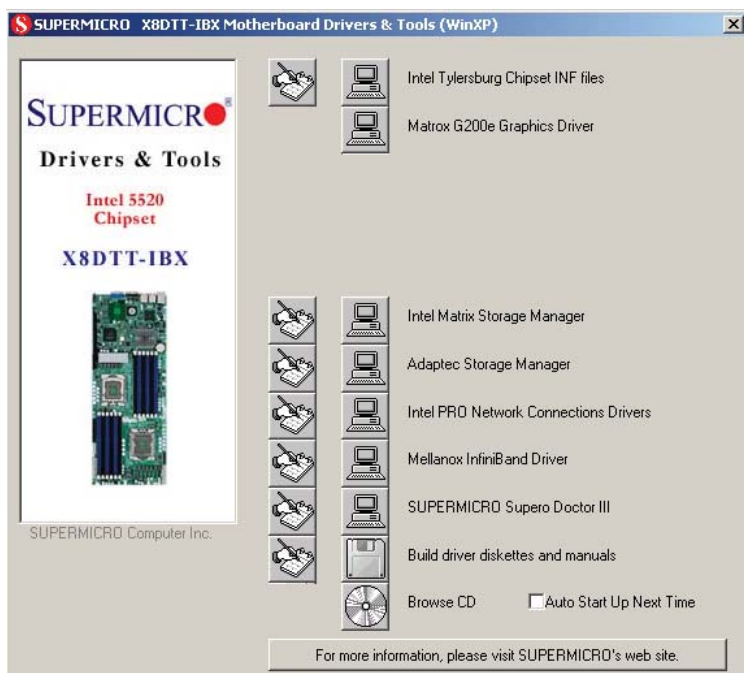 SUPERMICRO X8DTT-IBX Motherboard Drivers & Tools (WinXP)
SUPERMICRO®
Drivers & Tools
Intel 5520
Chipset
X8DTT-IBX
SUPERMICRO Computer Inc.
Intel Tylersburg Chipset INF files
Matrox G200e Graphics Driver
Intel Matrix Storage Manager
Adaptec Storage Manager
Intel PRO Network Connections Drivers
Mellanox InfiniBand Driver
SUPERMICRO Supero Doctor III
Build driver diskettes and manuals
Browse CD Auto Start Up Next Time
For more information, please visit SUPERMICRO's web site.